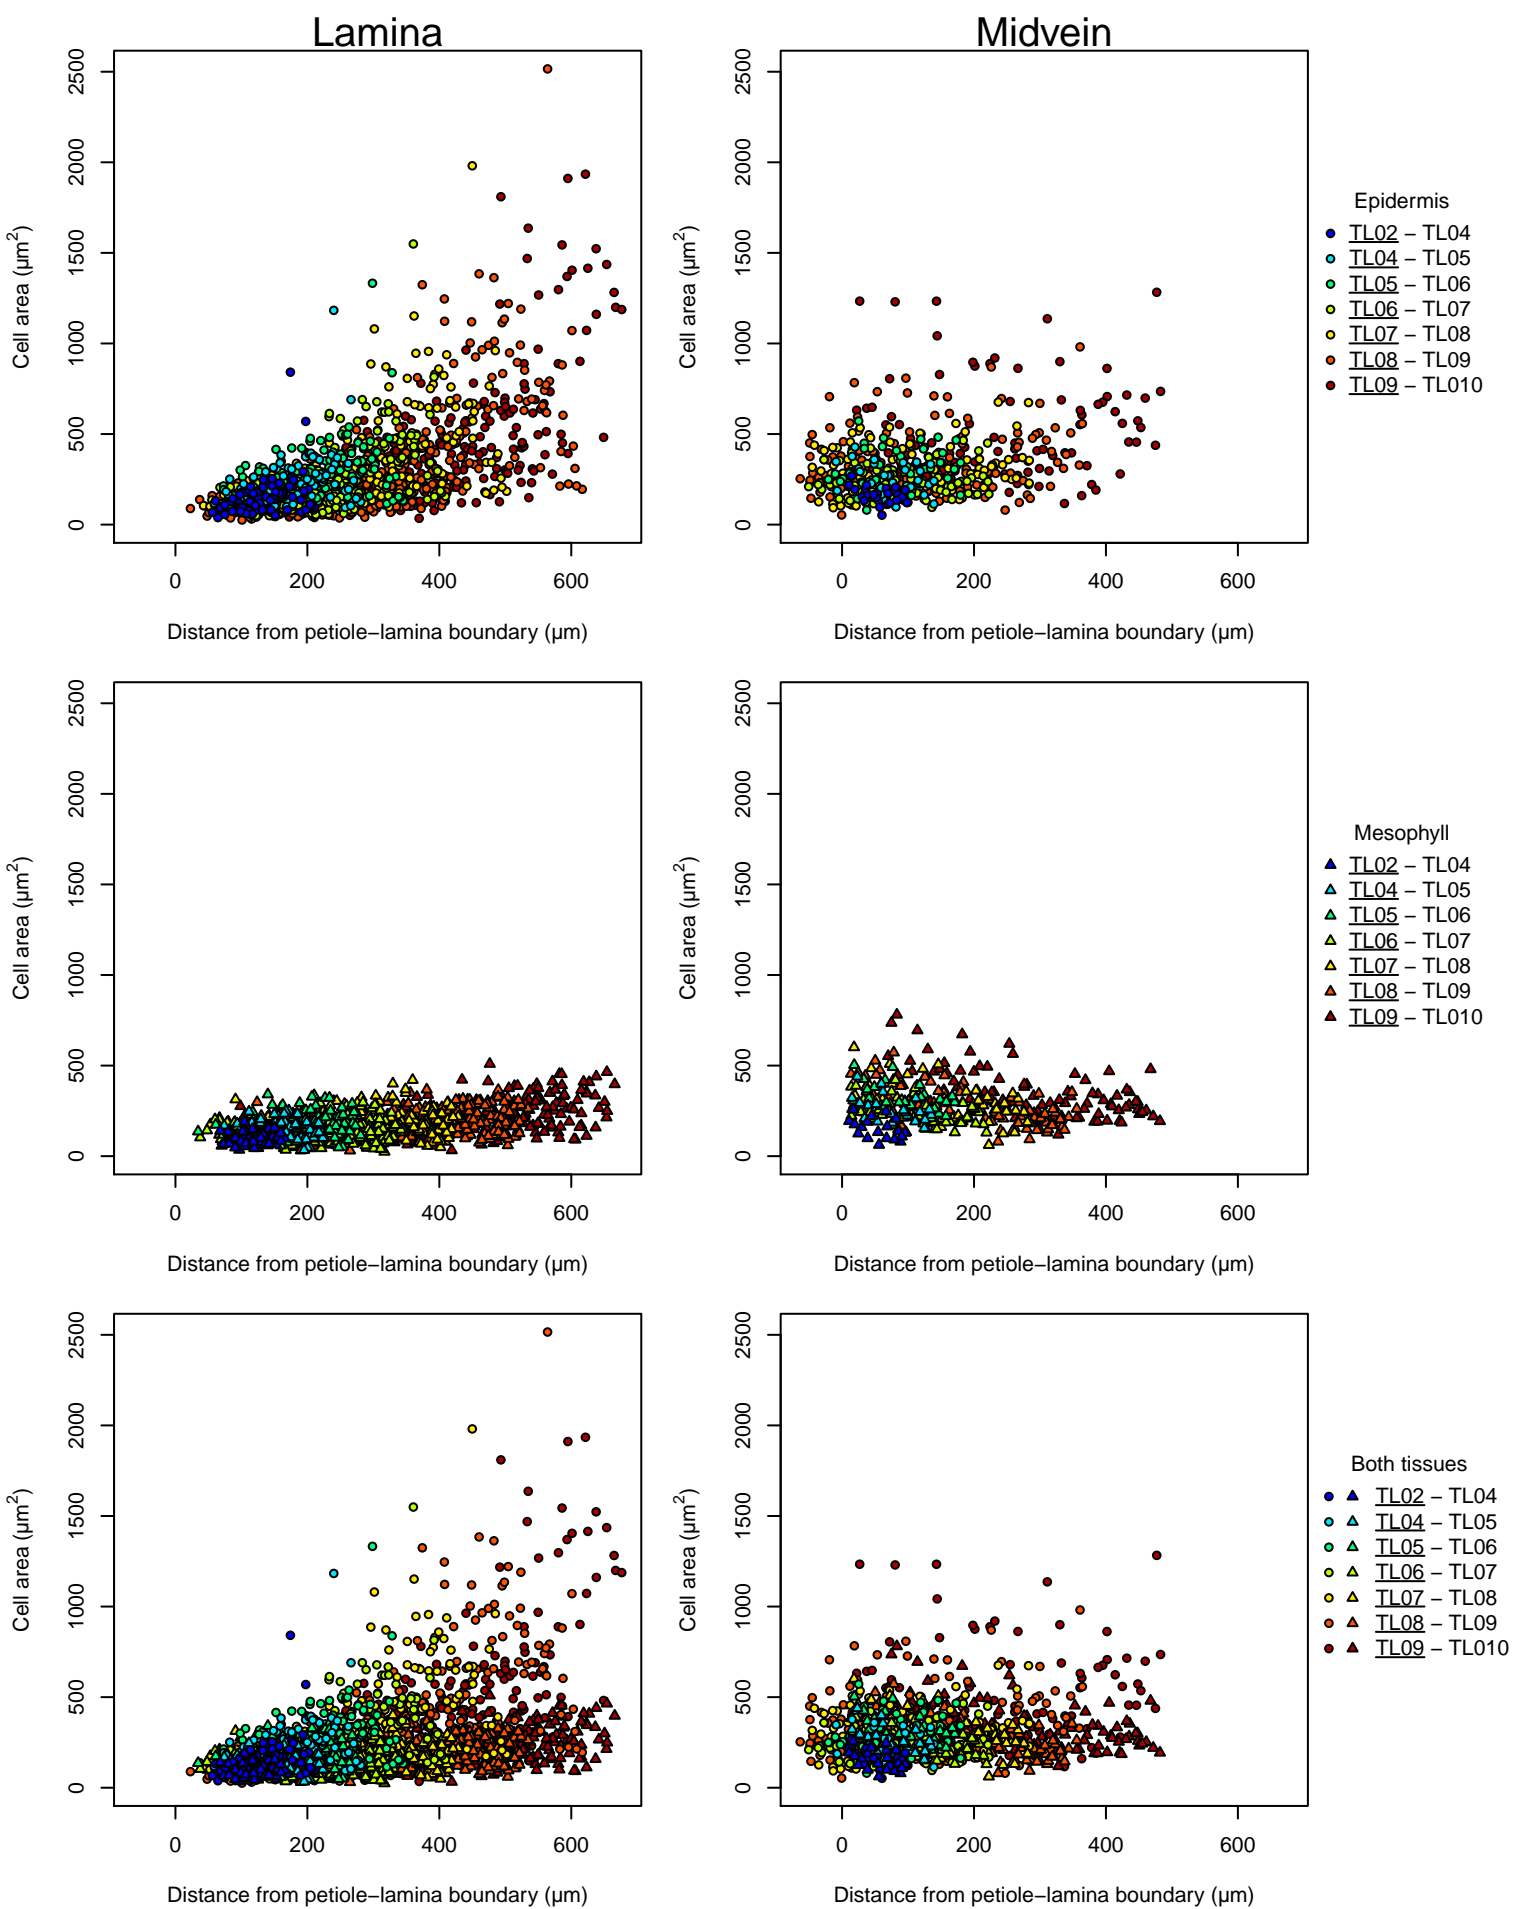 Lamina
Midvein
Cell area (µm²)
0 500 1000 1500 2000 2500
0 200 400 600
Distance from petiole−lamina boundary (µm)
Cell area (µm²)
0 500 1000 1500 2000 2500
0 200 400 600
Distance from petiole−lamina boundary (µm)
Epidermis
TL02 − TL04
TL04 − TL05
TL05 − TL06
TL06 − TL07
TL07 − TL08
TL08 − TL09
TL09 − TL010
Cell area (µm²)
0 500 1000 1500 2000 2500
0 200 400 600
Distance from petiole−lamina boundary (µm)
Cell area (µm²)
0 500 1000 1500 2000 2500
0 200 400 600
Distance from petiole−lamina boundary (µm)
Mesophyll
TL02 − TL04
TL04 − TL05
TL05 − TL06
TL06 − TL07
TL07 − TL08
TL08 − TL09
TL09 − TL010
Cell area (µm²)
0 500 1000 1500 2000 2500
0 200 400 600
Distance from petiole−lamina boundary (µm)
Cell area (µm²)
0 500 1000 1500 2000 2500
0 200 400 600
Distance from petiole−lamina boundary (µm)
Both tissues
TL02 − TL04
TL04 − TL05
TL05 − TL06
TL06 − TL07
TL07 − TL08
TL08 − TL09
TL09 − TL010